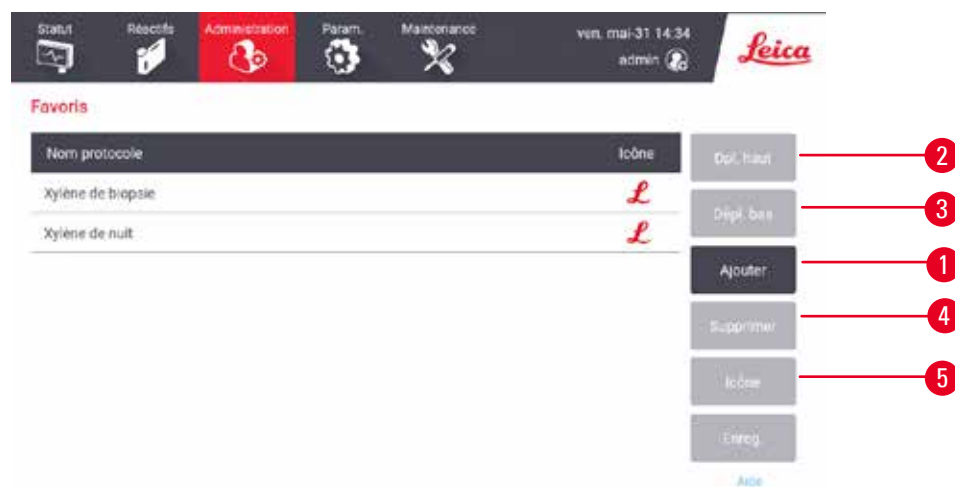 Statut
Réactifs
Administration
Param.
Maintenance
ven. mai-31 14:34
admin
Leica
Favoris
Nom protocole
Icône
Xylène de biopsie
L
Xylène de nuit
L
Dpl. haut
2
Dépl. bas
3
Ajouter
1
Supprimer
4
Icône
5
Enreg.
Aide